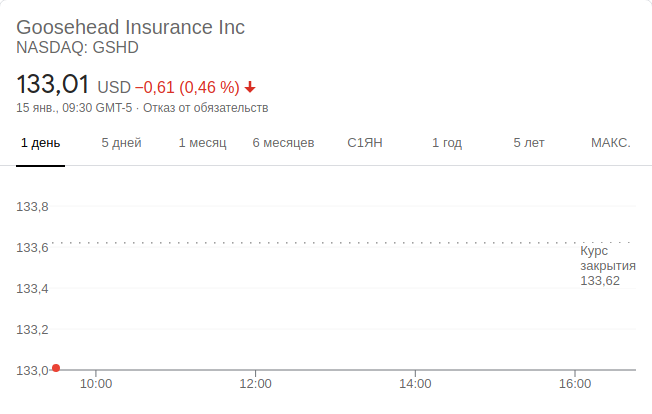 Goosehead Insurance Inc
NASDAQ: GSHD
133,01 USD −0,61 (0,46 %)
15 янв., 09:30 GMT-5 · Отказ от обязательств
1 день 5 дней 1 месяц 6 месяцев С1ЯН 1 год 5 лет МАКС.
133,8
133,6
Курс
закрытия
133,62
133,4
133,2
133,0
10:00 12:00 14:00 16:00